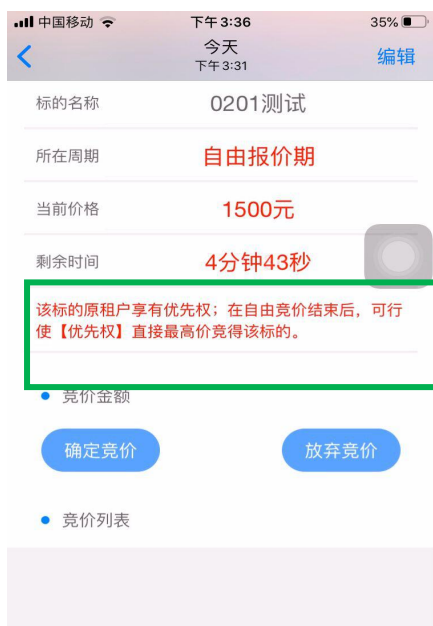 中国移动 下午 3:36 35%
今天
下午 3:31
编辑
标的名称 0201测试
所在周期 自由报价期
当前价格 1500元
剩余时间 4分钟43秒
该标的原租户享有优先权；在自由竞价结束后，可行
使【优先权】直接最高价竞得该标的。
竞价金额
确定竞价 放弃竞价
竞价列表